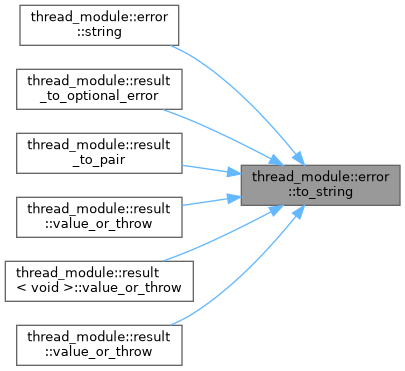 thread_module::error
::string
thread_module::result
_to_optional_error
thread_module::result
_to_pair
thread_module::error
::to_string
thread_module::result
::value_or_throw
thread_module::result
< void >::value_or_throw
thread_module::result
::value_or_throw